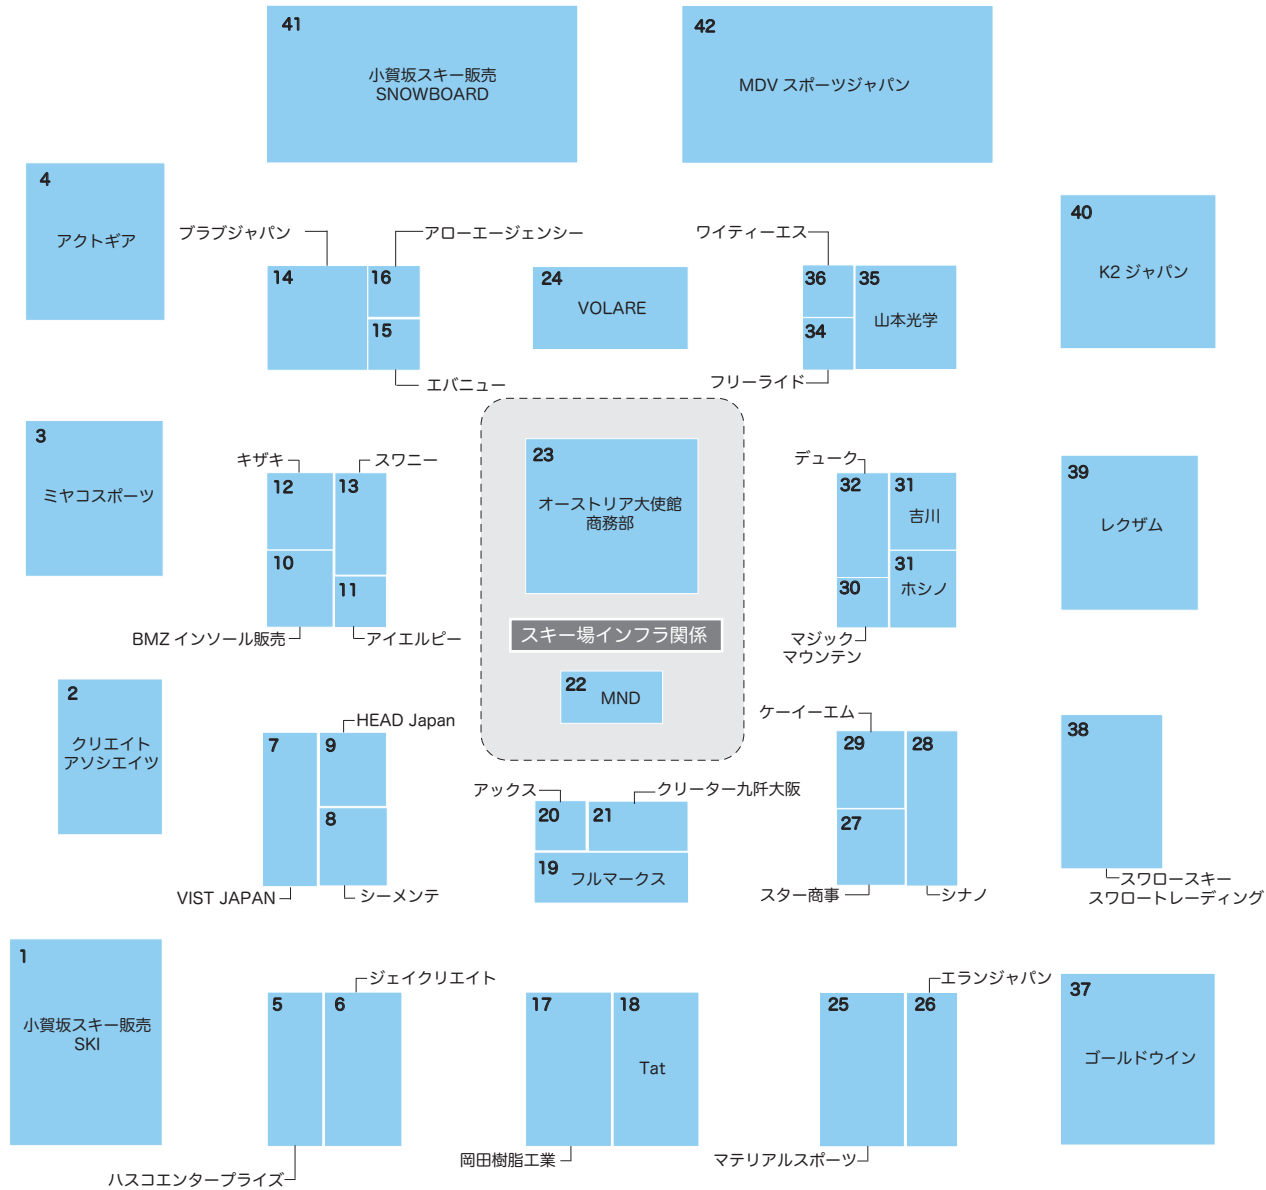 41
小賀坂スキー販売
SNOWBOARD
42
MDV スポーツジャパン
4
アクトギア
ブラブジャパン
アローエージェンシー
14
16
15
エバニュー
24
VOLARE
ワイティーエス
36
35
山本光学
34
フリーライド
40
K2 ジャパン
3
ミヤコスポーツ
キザキ
スワニー
12
13
10
11
BMZ インソール販売
アイエルピー
23
オーストリア大使館
商務部
スキー場インフラ関係
22
MND
デューク
32
31
吉川
31
ホシノ
30
マジック
マウンテン
39
レクザム
2
クリエイト
アソシエイツ
HEAD Japan
7
9
8
VIST JAPAN
シーメンテ
アックス
クリーター九阡大阪
20
21
19
フルマークス
ケーイーエム
29
28
27
スター商事
シナノ
38
スワロースキー
スワロートレーディング
1
小賀坂スキー販売
SKI
ジェイクリエイト
5
6
ハスコエンタープライズ
17
18
Tat
岡田樹脂工業
エランジャパン
25
26
マテリアルスポーツ
37
ゴールドウイン